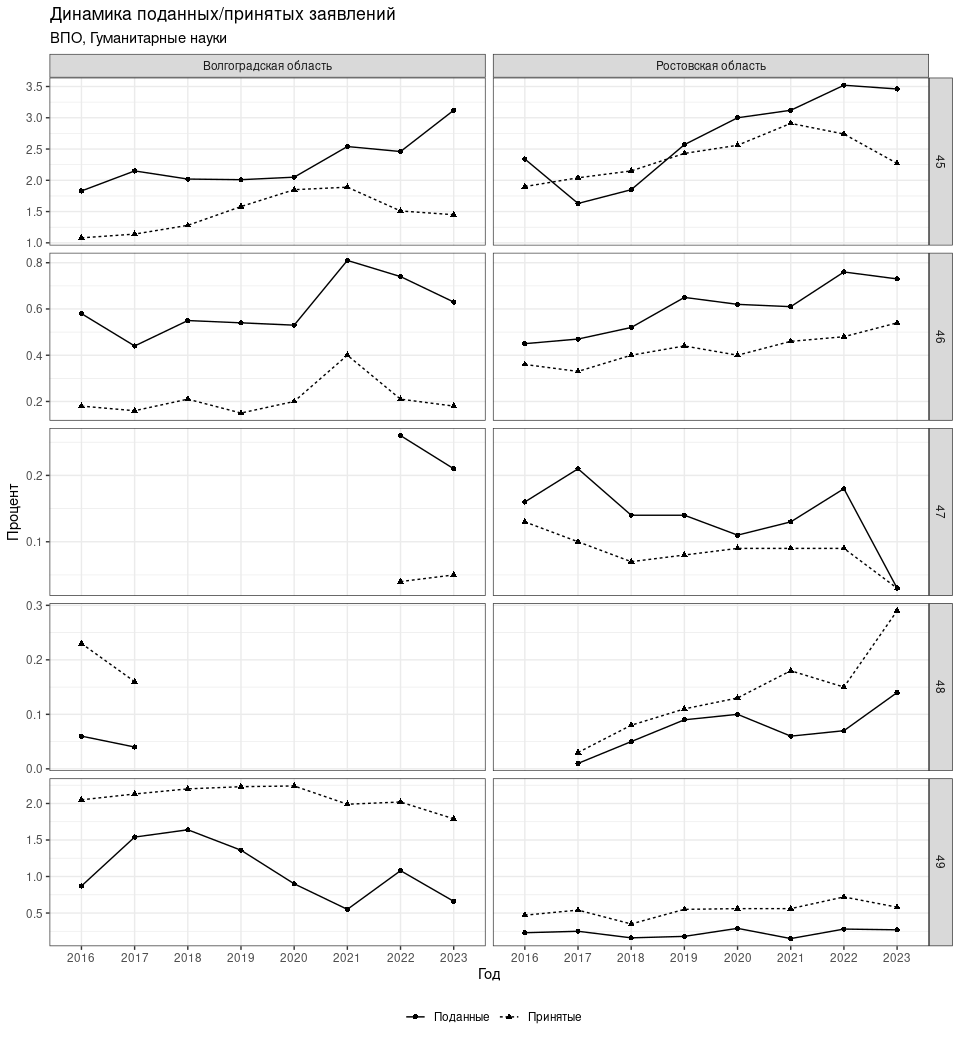 Динамика поданных/принятых заявлений
ВПО, Гуманитарные науки
Волгоградская область
Ростовская область
3.5
3.0
2.5
2.0
1.5
1.0
45
0.8
0.6
0.4
0.2
46
Процент
0.2
0.1
47
0.3
0.2
0.1
0.0
48
2.0
1.5
1.0
0.5
49
2016 2017 2018 2019 2020 2021 2022 2023
2016 2017 2018 2019 2020 2021 2022 2023
Год
Поданные Принятые